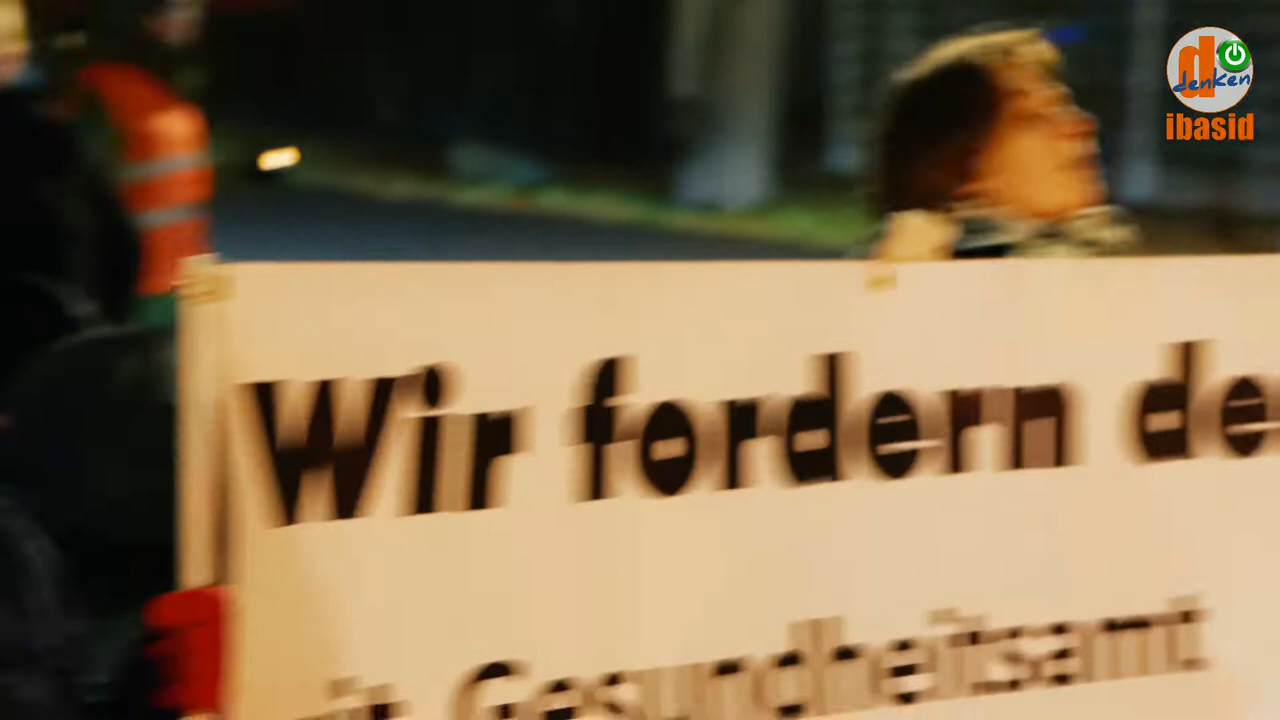 d
denken
ibasid
Wir fordern de
Gesundheitsamt